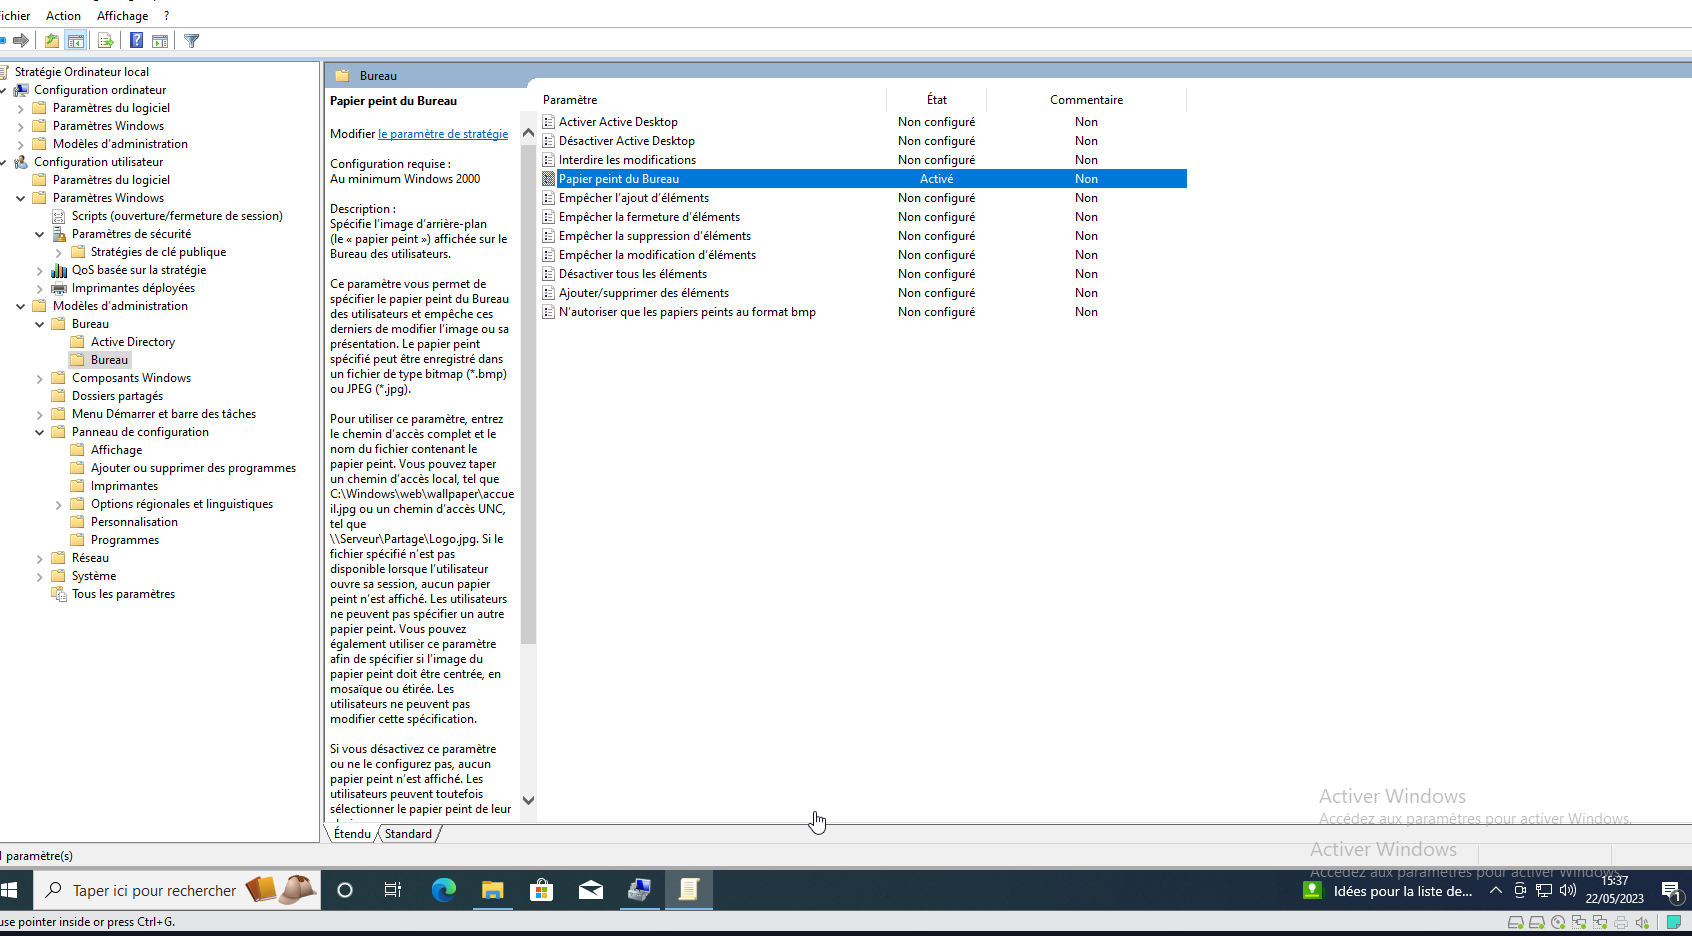 Action
Affichage
?
Stratégie Ordinateur local
Configuration ordinateur
Paramètres du logiciel
Paramètres Windows
Modèles d'administration
Configuration utilisateur
Paramètres du logiciel
Paramètres Windows
Scripts (ouverture/fermeture de session)
Paramètres de sécurité
Stratégies de clé publique
QoS basée sur la stratégie
Imprimantes déployées
Modèles d'administration
Bureau
Active Directory
Bureau
Composants Windows
Dossiers partagés
Menu Démarrer et barre des tâches
Panneau de configuration
Affichage
Ajouter ou supprimer des programmes
Imprimantes
Options régionales et linguistiques
Personnalisation
Programmes
Réseau
Système
Tous les paramètres
Bureau
Papier peint du Bureau
Modifier le paramètre de stratégie
Configuration requise :
Au minimum Windows 2000
Description :
Spécifie l'image d'arrière-plan
(le « papier peint ») affichée sur le
Bureau des utilisateurs.
Ce paramètre vous permet de
spécifier le papier peint du Bureau
des utilisateurs et empêche ces
derniers de modifier l'image ou sa
présentation. Le papier peint
spécifié peut être enregistré dans
un fichier de type bitmap (*.bmp)
ou JPEG (*.jpg).
Pour utiliser ce paramètre, entrez
le chemin d'accès complet et le
nom du fichier contenant le
papier peint. Vous pouvez taper
un chemin d'accès local, tel que
C:\Windows\web\wallpaper\accue
il.jpg ou un chemin d'accès UNC,
tel que
\\Serveur\Partage\Logo.jpg. Si le
fichier spécifié n'est pas
disponible lorsque l'utilisateur
ouvre sa session, aucun papier
peint n'est affiché. Les utilisateurs
ne peuvent pas spécifier un autre
papier peint. Vous pouvez
également utiliser ce paramètre
afin de spécifier si l'image du
papier peint doit être centrée, en
mosaïque ou étirée. Les
utilisateurs ne peuvent pas
modifier cette spécification.
Si vous désactivez ce paramètre
ou ne le configurez pas, aucun
papier peint n'est affiché. Les
utilisateurs peuvent toutefois
sélectionner le papier peint de leur
Paramètre État Commentaire
Activer Active Desktop Non configuré Non
Désactiver Active Desktop Non configuré Non
Interdire les modifications Non configuré Non
Papier peint du Bureau Activé Non
Empêcher l'ajout d'éléments Non configuré Non
Empêcher la fermeture d'éléments Non configuré Non
Empêcher la suppression d'éléments Non configuré Non
Empêcher la modification d'éléments Non configuré Non
Désactiver tous les éléments Non configuré Non
Ajouter/supprimer des éléments Non configuré Non
N'autoriser que les papiers peints au format bmp Non configuré Non
Étendu
Standard
Activer Windows
Accédez aux paramètres pour activer Windows.
Activer Windows
Accédez aux paramètres pour activer Windows.
paramètre(s)
Taper ici pour rechercher
Idées pour la liste de...
15:37
22/05/2023
1
use pointer inside or press Ctrl+G.